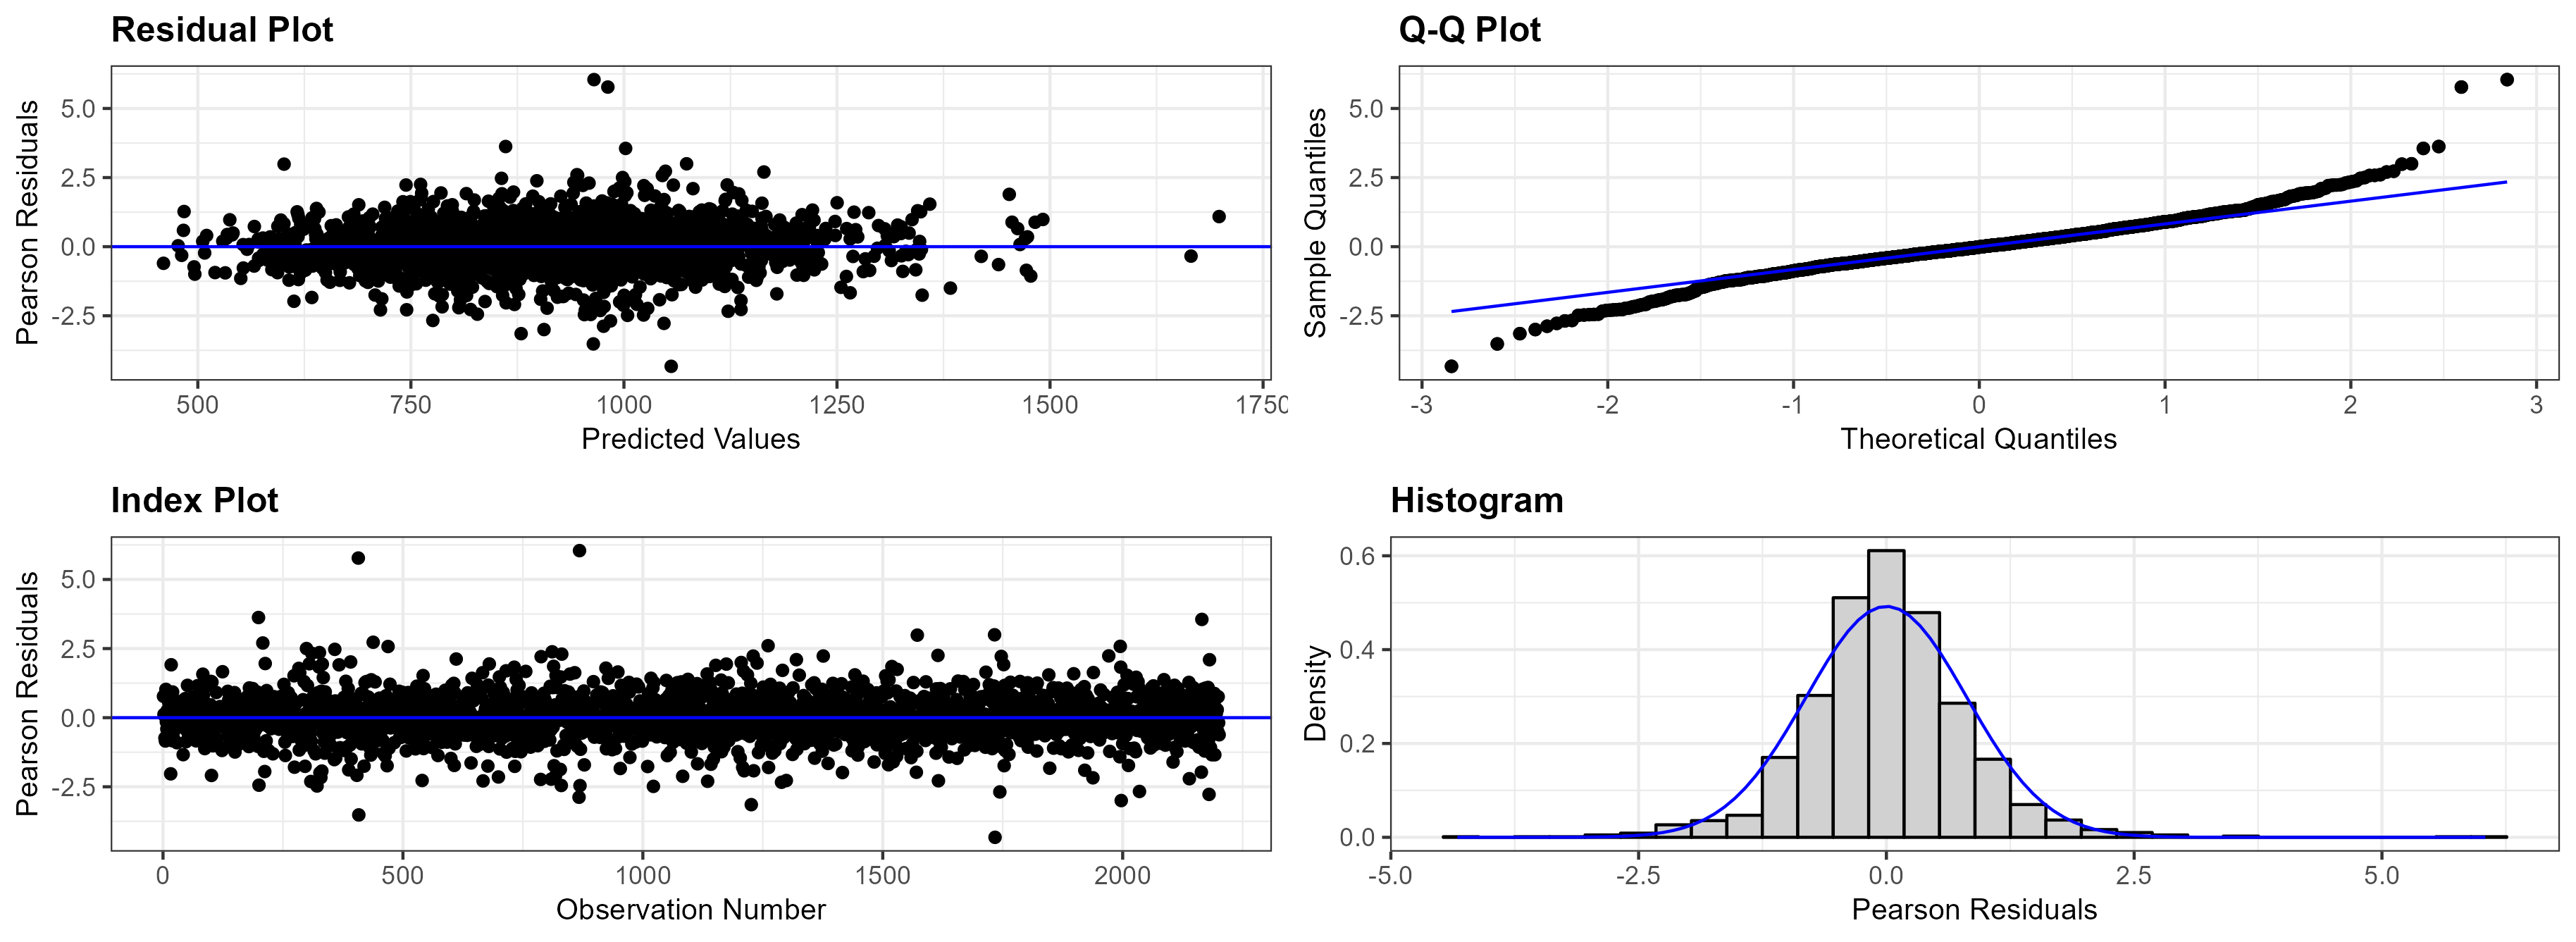 Residual Plot
Pearson Residuals
5.0
2.5
0.0
-2.5
500 750 1000 1250 1500 1750
Predicted Values
Q-Q Plot
Sample Quantiles
5.0
2.5
0.0
-2.5
-3 -2 -1 0 1 2 3
Theoretical Quantiles
Index Plot
Pearson Residuals
5.0
2.5
0.0
-2.5
0 500 1000 1500 2000
Observation Number
Histogram
Density
0.6
0.4
0.2
0.0
-5.0 -2.5 0.0 2.5 5.0
Pearson Residuals